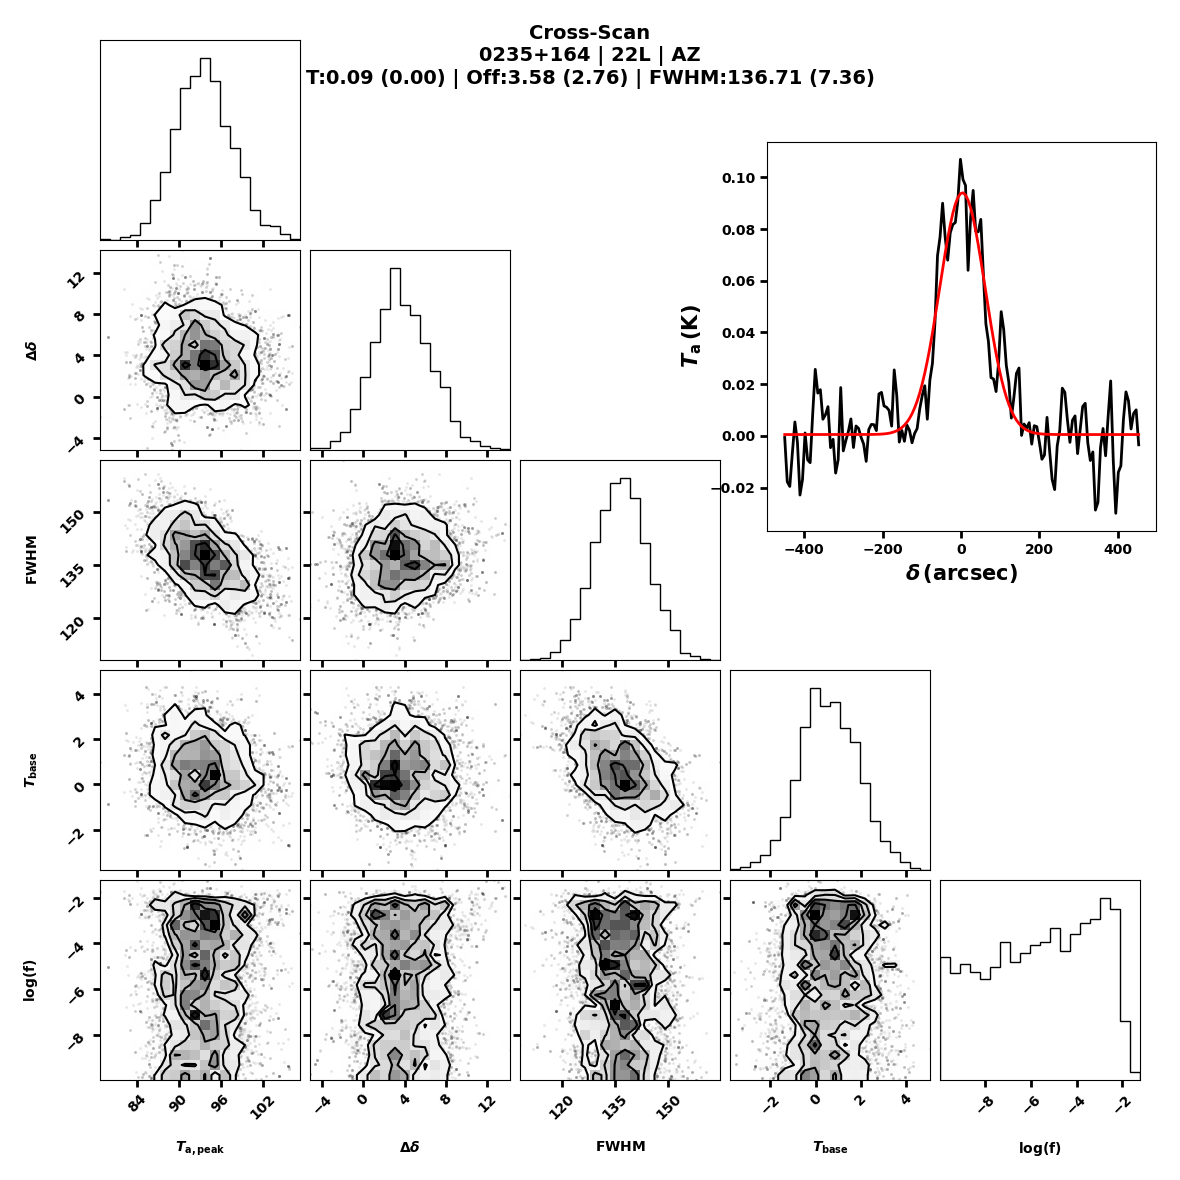 Cross-Scan
0235+164 | 22L | AZ
T:0.09 (0.00) | Off:3.58 (2.76) | FWHM:136.71 (7.36)
0.10
0.08
0.06
0.04
0.02
0.00
−0.02
T_a (K)
−400 −200 0 200 400
δ (arcsec)
12
8
4
0
−4
Δδ
150
135
120
FWHM
4
2
0
−2
T_base
−2
−4
−6
−8
log(f)
84 90 96 102
−4 0 4 8 12
120 135 150
−2 0 2 4
−8 −6 −4 −2
T_a,peak Δδ FWHM T_base log(f)